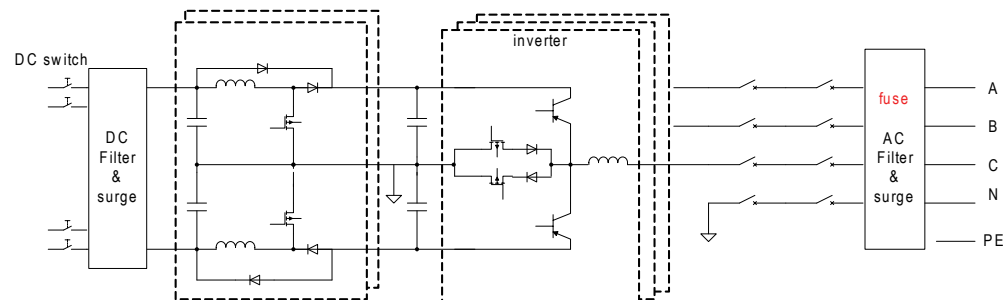 inverter
DC switch
DC
Filter
&
surge
fuse
AC
Filter
&
surge
A
B
C
N
PE